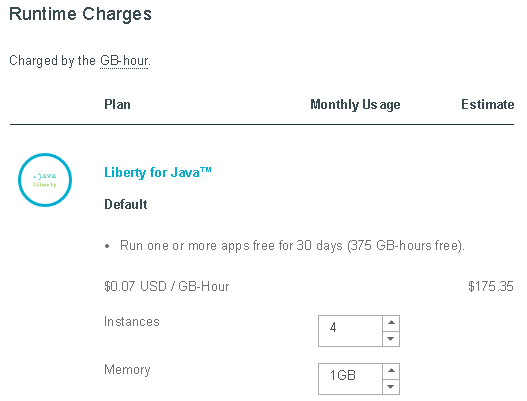 Runtime Charges
Charged by the GB-hour.
Plan Monthly Usage Estimate
.java
liberty
Liberty for Java™
Default
• Run one or more apps free for 30 days (375 GB-hours free).
$0.07 USD / GB-Hour $175.35
Instances 4
Memory 1GB